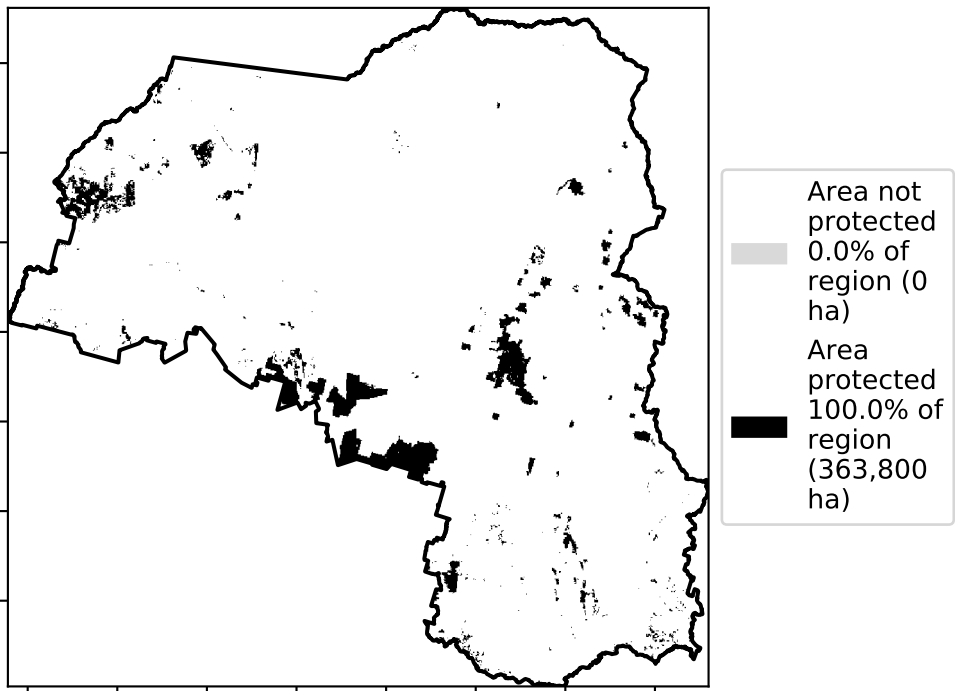 Area not
protected
0.0% of
region (0
ha)
Area
protected
100.0% of
region
(363,800
ha)